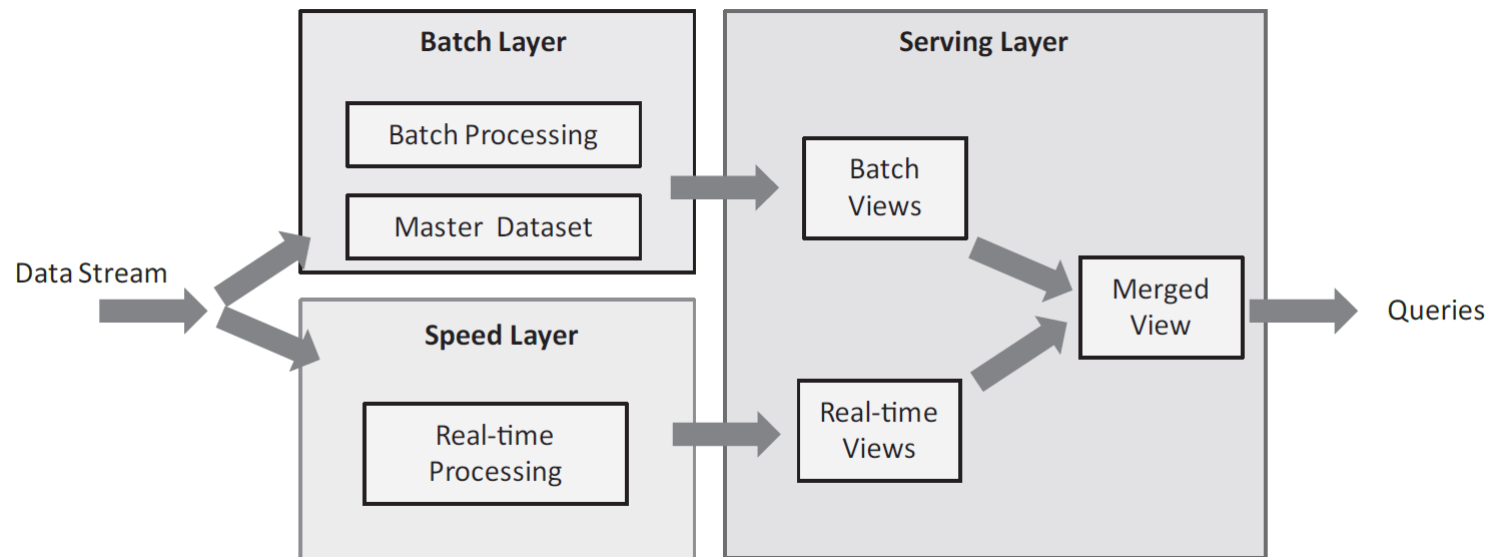 Batch Layer
Batch Processing
Master Dataset
Data Stream
Speed Layer
Real-time
Processing
Serving Layer
Batch
Views
Real-time
Views
Merged
View
Queries